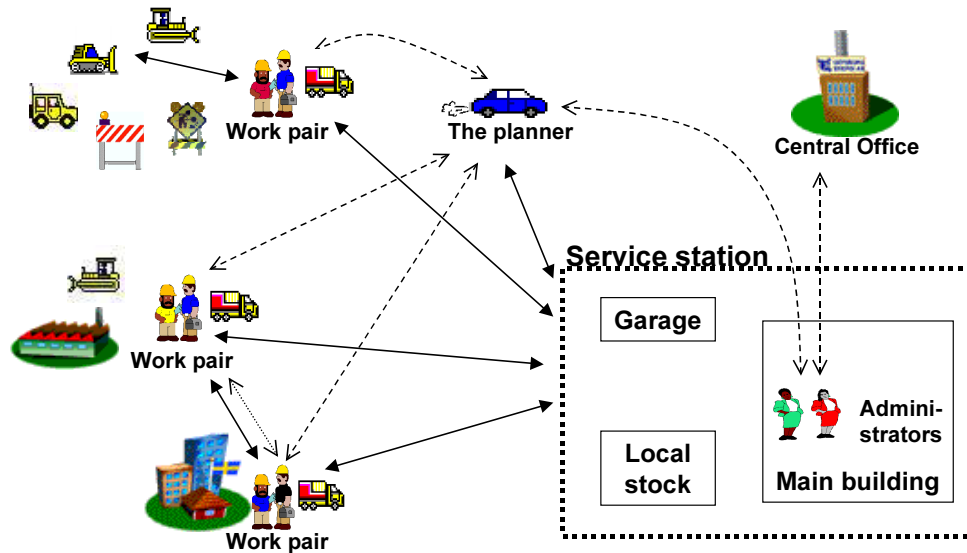 Work pair
The planner
Central Office
Service station
Work pair
Garage
Admini-
strators
Local
stock
Main building
Work pair